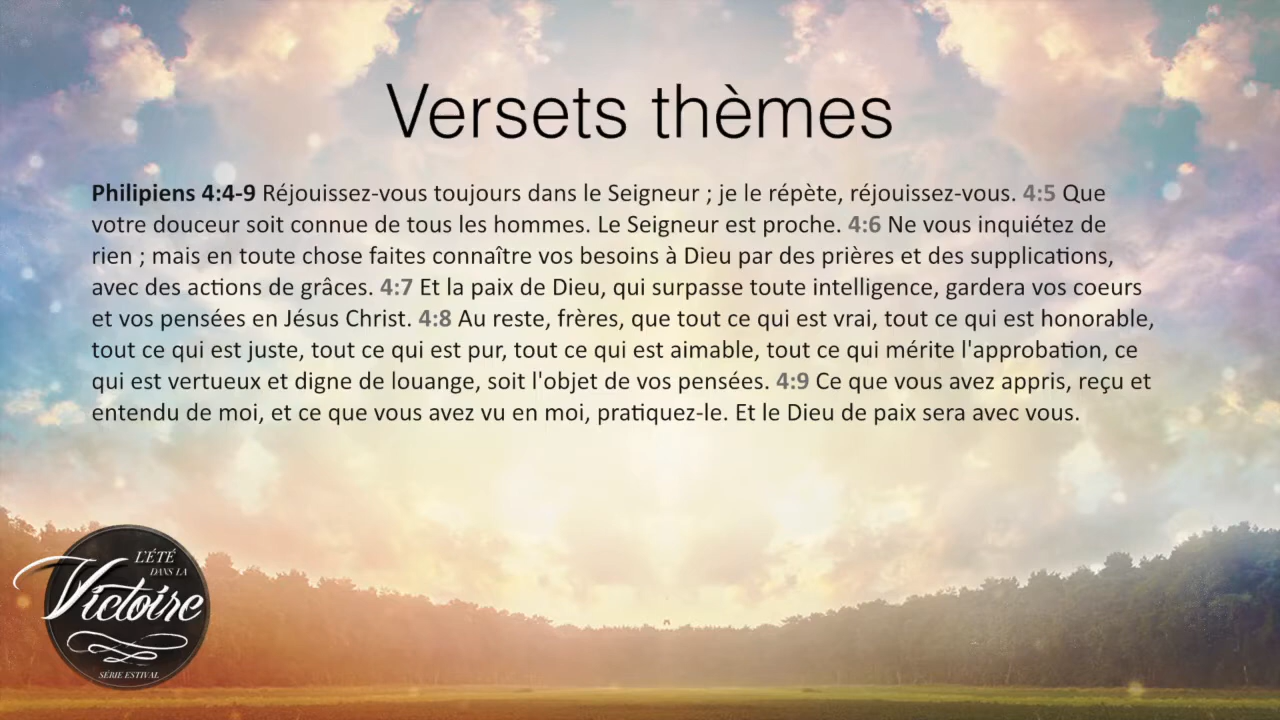 Versets thèmes
Philipiens 4:4-9 Réjouissez-vous toujours dans le Seigneur ; je le répète, réjouissez-vous. 4:5 Que
votre douceur soit connue de tous les hommes. Le Seigneur est proche. 4:6 Ne vous inquiétez de
rien ; mais en toute chose faites connaître vos besoins à Dieu par des prières et des supplications,
avec des actions de grâces. 4:7 Et la paix de Dieu, qui surpasse toute intelligence, gardera vos coeurs
et vos pensées en Jésus Christ. 4:8 Au reste, frères, que tout ce qui est vrai, tout ce qui est honorable,
tout ce qui est juste, tout ce qui est pur, tout ce qui est aimable, tout ce qui mérite l'approbation, ce
qui est vertueux et digne de louange, soit l'objet de vos pensées. 4:9 Ce que vous avez appris, reçu et
entendu de moi, et ce que vous avez vu en moi, pratiquez-le. Et le Dieu de paix sera avec vous.
L'ÉTÉ
DANS LA
Victoire
SÉRIE ESTIVAL